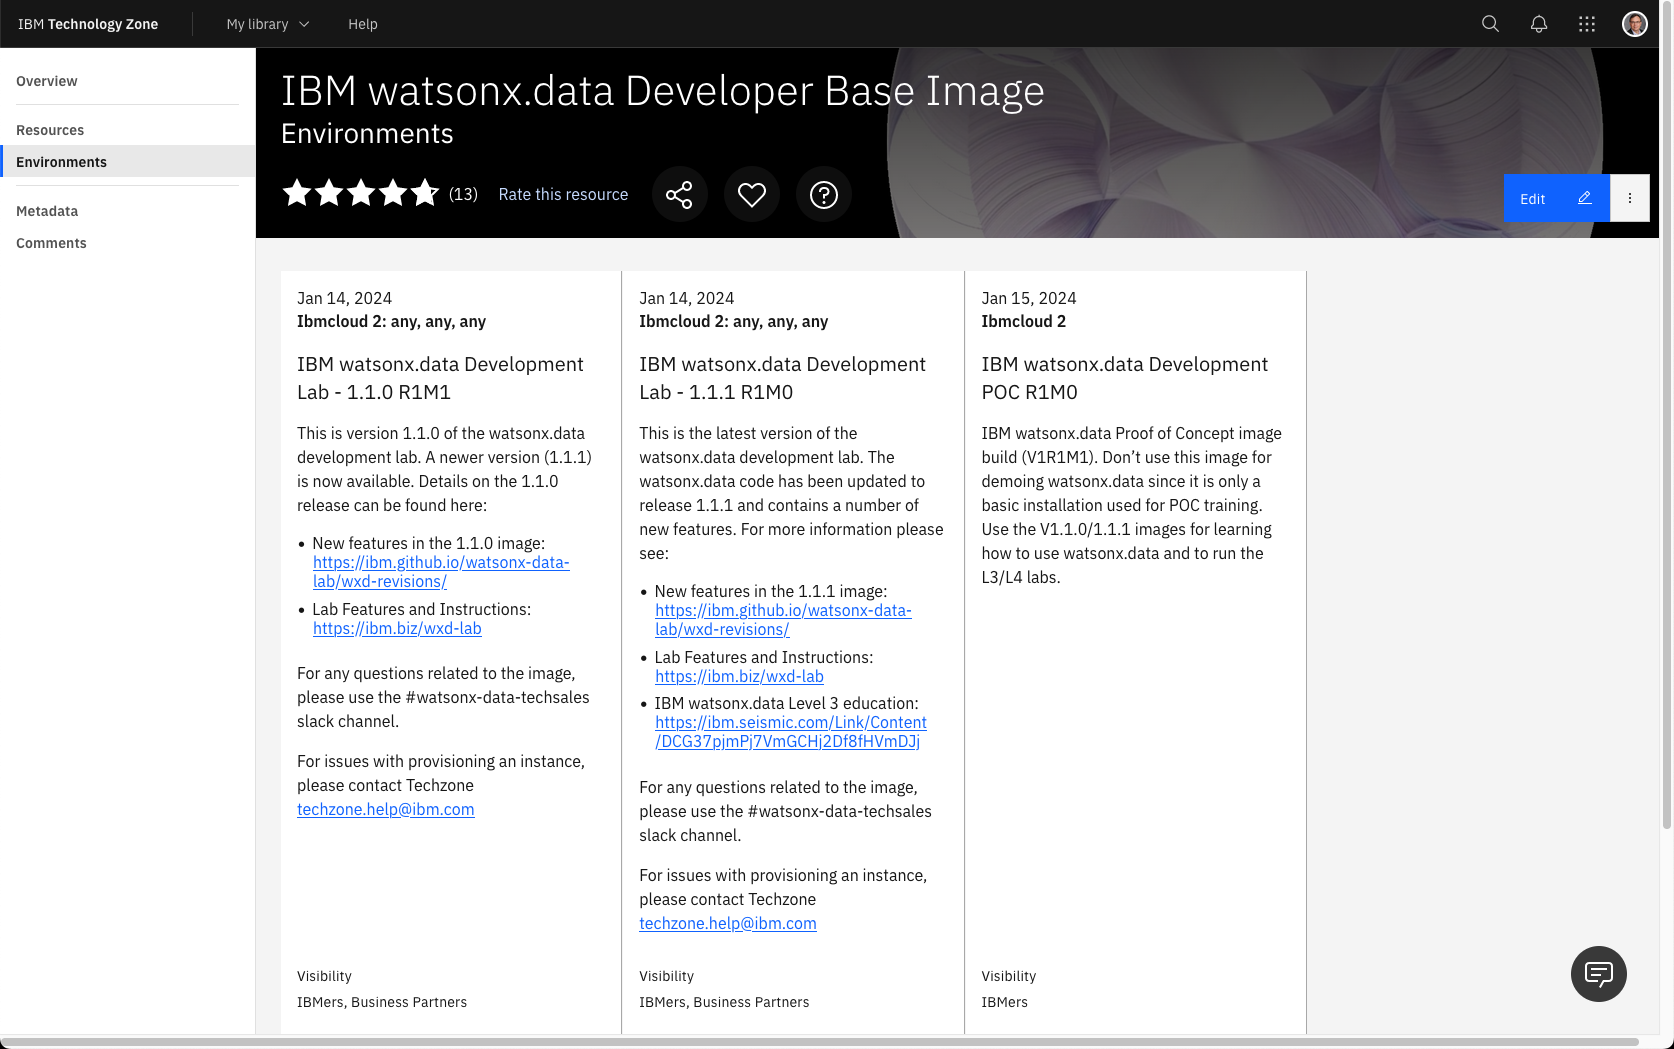 IBM Technology Zone
My library
Help
Overview
Resources
Environments
Metadata
Comments
IBM watsonx.data Developer Base Image
Environments
(13)
Rate this resource
Edit
Jan 14, 2024
Ibmcloud 2: any, any, any
IBM watsonx.data Development
Lab - 1.1.0 R1M1
This is version 1.1.0 of the watsonx.data
development lab. A newer version (1.1.1)
is now available. Details on the 1.1.0
release can be found here:
• New features in the 1.1.0 image:
https://ibm.github.io/watsonx-data-
lab/wxd-revisions/
• Lab Features and Instructions:
https://ibm.biz/wxd-lab
For any questions related to the image,
please use the #watsonx-data-techsales
slack channel.
For issues with provisioning an instance,
please contact Techzone
techzone.help@ibm.com
Visibility
IBMers, Business Partners
Jan 14, 2024
Ibmcloud 2: any, any, any
IBM watsonx.data Development
Lab - 1.1.1 R1M0
This is the latest version of the
watsonx.data development lab. The
watsonx.data code has been updated to
release 1.1.1 and contains a number of
new features. For more information please
see:
• New features in the 1.1.1 image:
https://ibm.github.io/watsonx-data-
lab/wxd-revisions/
• Lab Features and Instructions:
https://ibm.biz/wxd-lab
• IBM watsonx.data Level 3 education:
https://ibm.seismic.com/Link/Content
/DCG37pjmPj7VmGCHj2Df8fHVmDJj
For any questions related to the image,
please use the #watsonx-data-techsales
slack channel.
For issues with provisioning an instance,
please contact Techzone
techzone.help@ibm.com
Visibility
IBMers, Business Partners
Jan 15, 2024
Ibmcloud 2
IBM watsonx.data Development
POC R1M0
IBM watsonx.data Proof of Concept image
build (V1R1M1). Don’t use this image for
demoing watsonx.data since it is only a
basic installation used for POC training.
Use the V1.1.0/1.1.1 images for learning
how to use watsonx.data and to run the
L3/L4 labs.
Visibility
IBMers